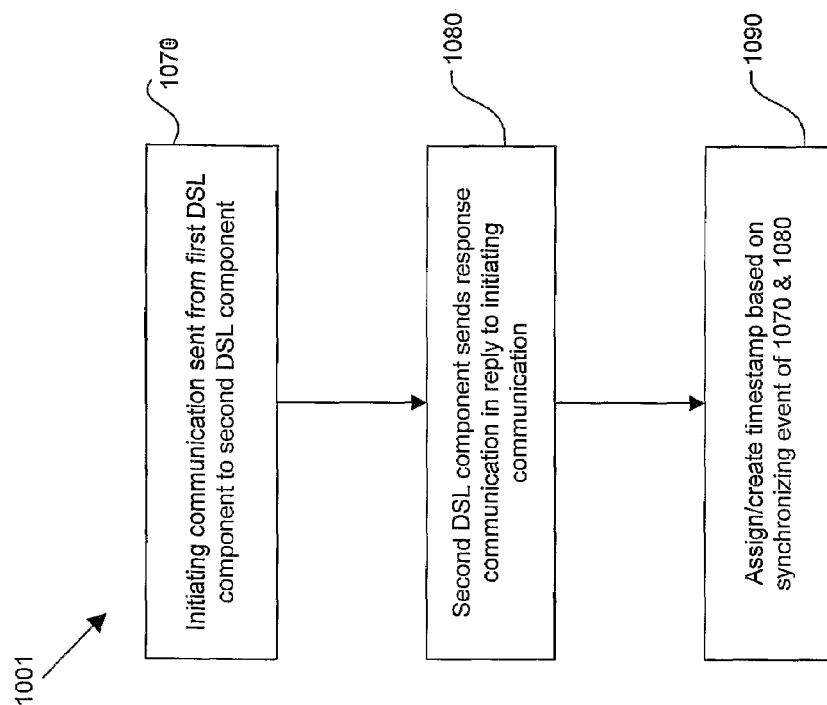 1001
Initiating communication sent from first DSL
component to second DSL component
1070
Second DSL component sends response
communication in reply to initiating
communication
1080
Assign/create timestamp based on
synchronizing event of 1070 & 1080
1090